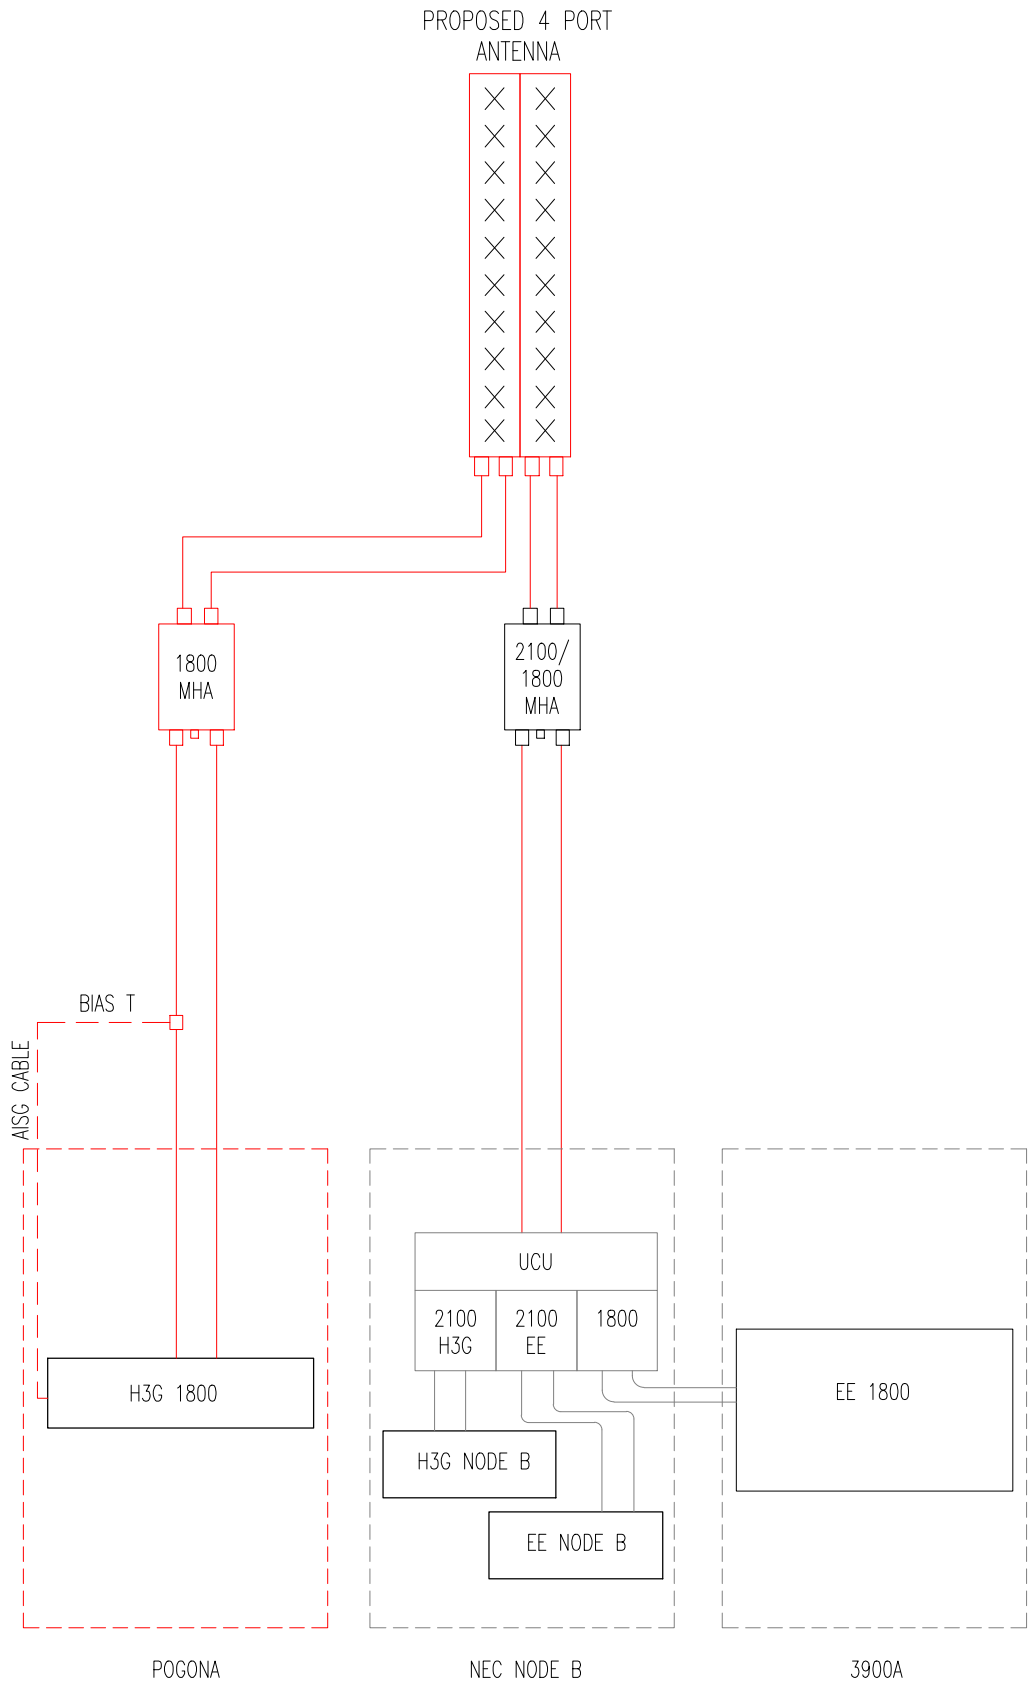 PROPOSED 4 PORT
ANTENNA
1800
MHA
2100/
1800
MHA
BIAS T
AISG CABLE
UCU
2100
H3G
2100
EE
1800
H3G 1800
EE 1800
H3G NODE B
EE NODE B
POGONA
NEC NODE B
3900A